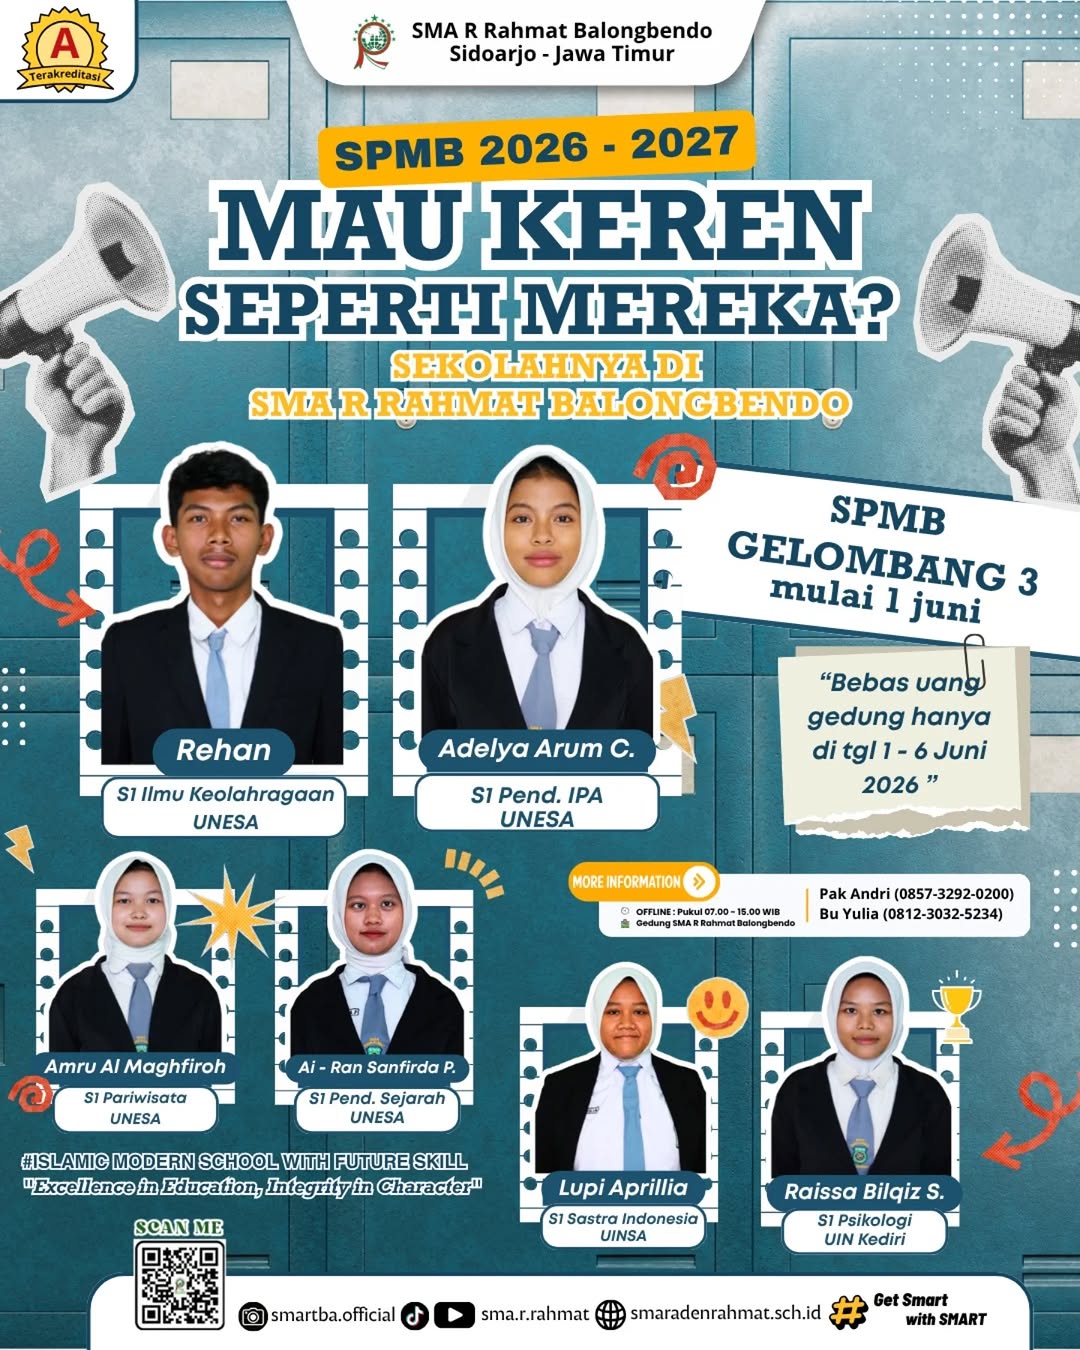 A
Terakreditasi
SMA R Rahmat Balongbendo
Sidoarjo - Jawa Timur
SPMB 2026 - 2027
MAU KEREN
SEPERTI MEREKA?
SEKOLAHNYA DI
SMA R RAHMAT BALONGBENDO
SPMB
GELOMBANG 3
mulai 1 juni
“Bebas uang
gedung hanya
di tgl 1 - 6 Juni
2026 ”
Rehan
S1 Ilmu Keolahragaan
UNESA
Adelya Arum C.
S1 Pend. IPA
UNESA
MORE INFORMATION
OFFLINE : Pukul 07.00 - 15.00 WIB
Gedung SMA R Rahmat Balongbendo
Pak Andri (0857-3292-0200)
Bu Yulia (0812-3032-5234)
Amru Al Maghfiroh
S1 Pariwisata
UNESA
Ai - Ran Sanfirda P.
S1 Pend. Sejarah
UNESA
Lupi Aprillia
S1 Sastra Indonesia
UINSA
Raissa Bilqiz S.
S1 Psikologi
UIN Kediri
#ISLAMIC MODERN SCHOOL WITH FUTURE SKILL
"Excellence in Education, Integrity in Character"
SCAN ME
smartba.official
sma.r.rahmat
smaradenrahmat.sch.id
# Get Smart
with SMART